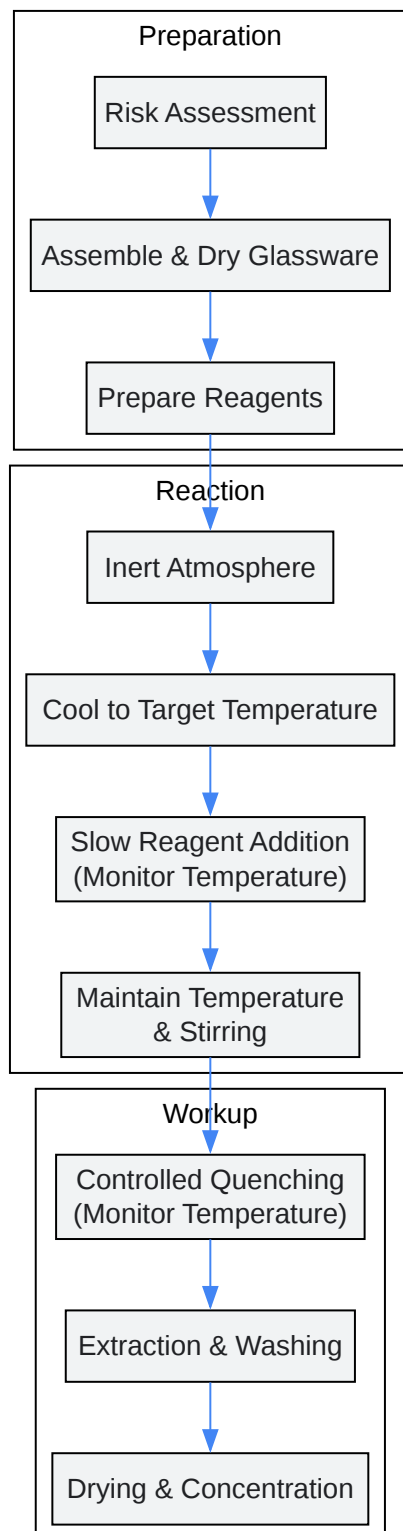 Preparation
Risk Assessment
Assemble & Dry Glassware
Prepare Reagents
Reaction
Inert Atmosphere
Cool to Target Temperature
Slow Reagent Addition
(Monitor Temperature)
Maintain Temperature
& Stirring
Workup
Controlled Quenching
(Monitor Temperature)
Extraction & Washing
Drying & Concentration